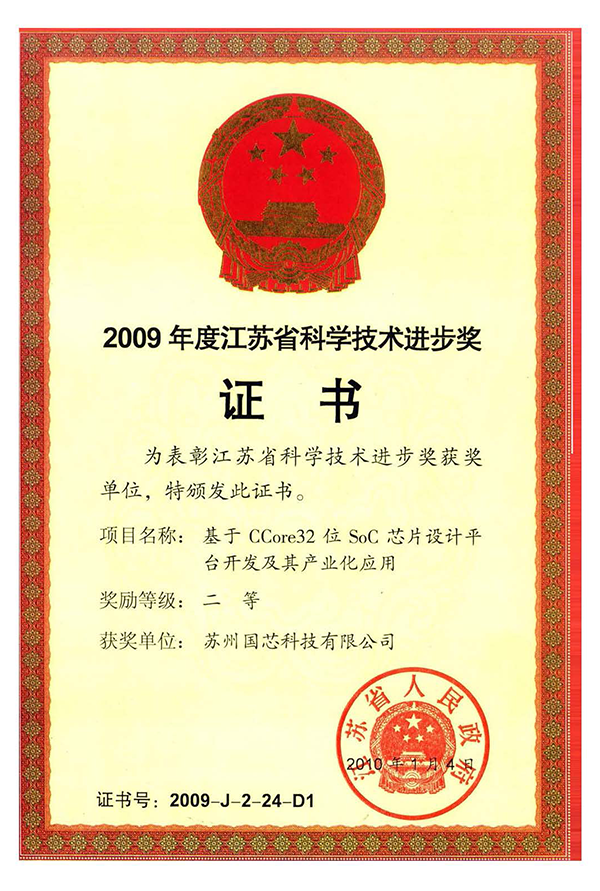 2009 年度江苏省科学技术进步奖
证 书
为表彰江苏省科学技术进步奖获奖
单位，特颁发此证书。
项目名称： 基于 CCore32 位 SoC 芯片设计平
台开发及其产业化应用
奖励等级： 二 等
获奖单位： 苏州国芯科技有限公司
江苏省人民政府
2010 年 1 月 4 日
证书号：2009-J-2-24-D1